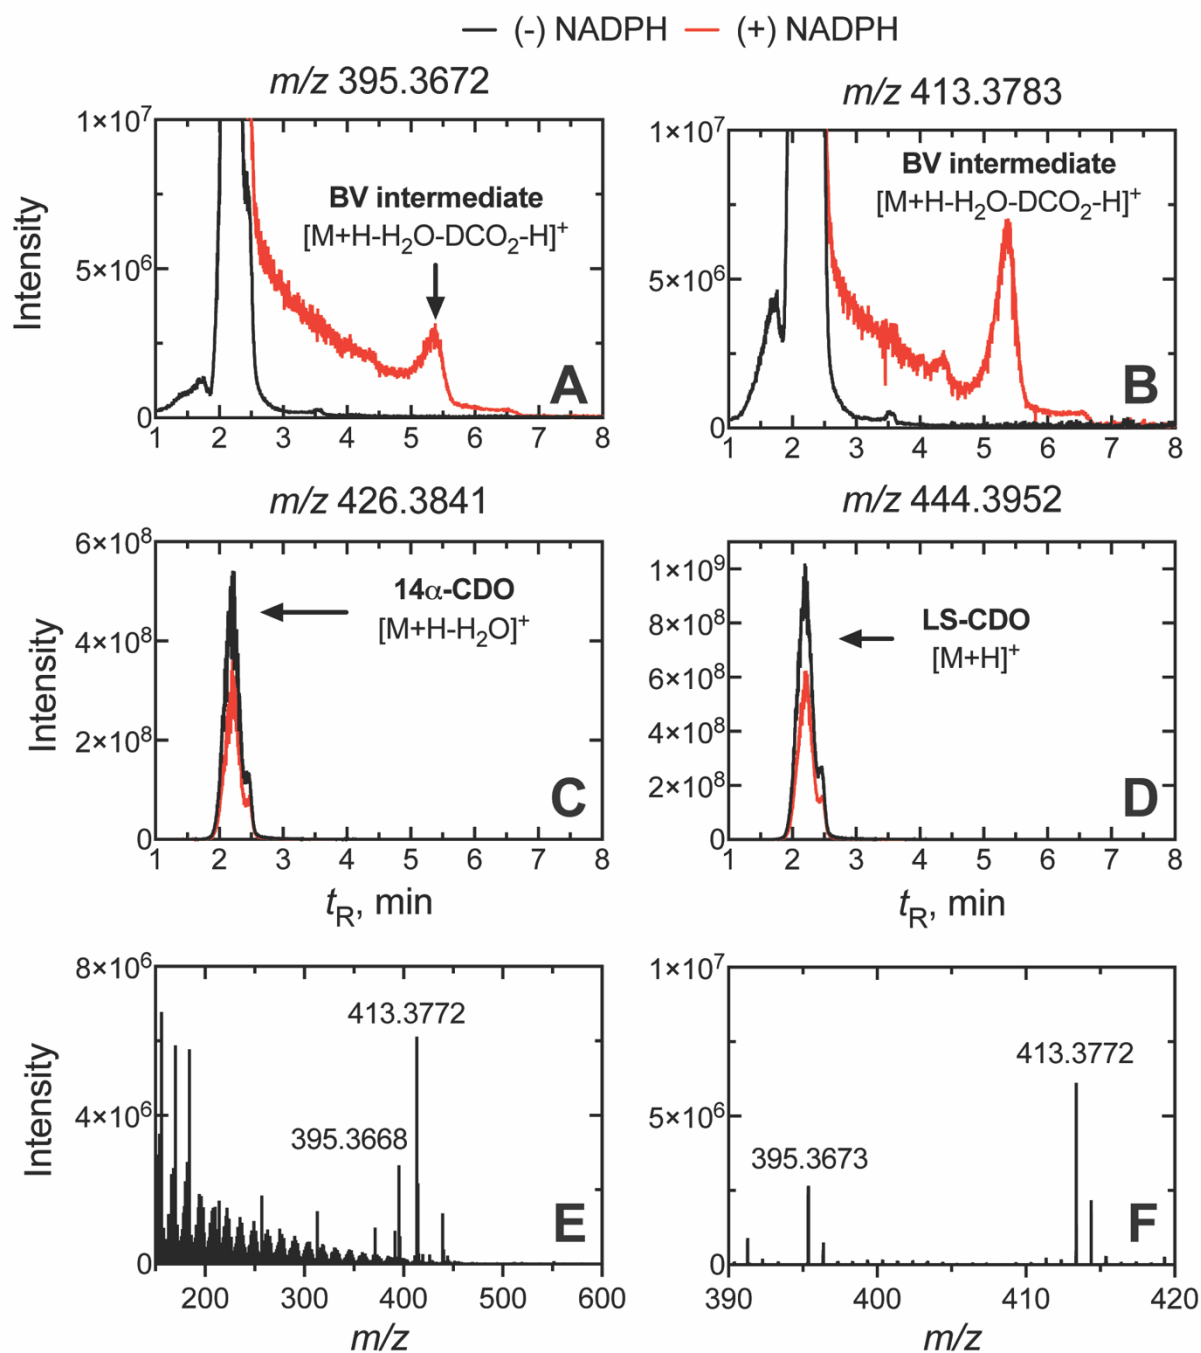 (-) NADPH (+) NADPH
m/z 395.3672
1×10⁷
5×10⁶
0
Intensity
BV intermediate
[M+H-H₂O-DCO₂-H]⁺
A
1 2 3 4 5 6 7 8
m/z 413.3783
1×10⁷
5×10⁶
0
BV intermediate
[M+H-H₂O-DCO₂-H]⁺
B
1 2 3 4 5 6 7 8
m/z 426.3841
6×10⁸
4×10⁸
2×10⁸
0
Intensity
14α-CDO
[M+H-H₂O]⁺
C
1 2 3 4 5 6 7 8
tR, min
m/z 444.3952
1×10⁹
8×10⁸
6×10⁸
4×10⁸
2×10⁸
0
LS-CDO
[M+H]⁺
D
1 2 3 4 5 6 7 8
tR, min
8×10⁶
4×10⁶
0
Intensity
413.3772
395.3668
E
200 300 400 500 600
m/z
1×10⁷
5×10⁶
0
413.3772
395.3673
F
390 400 410 420
m/z